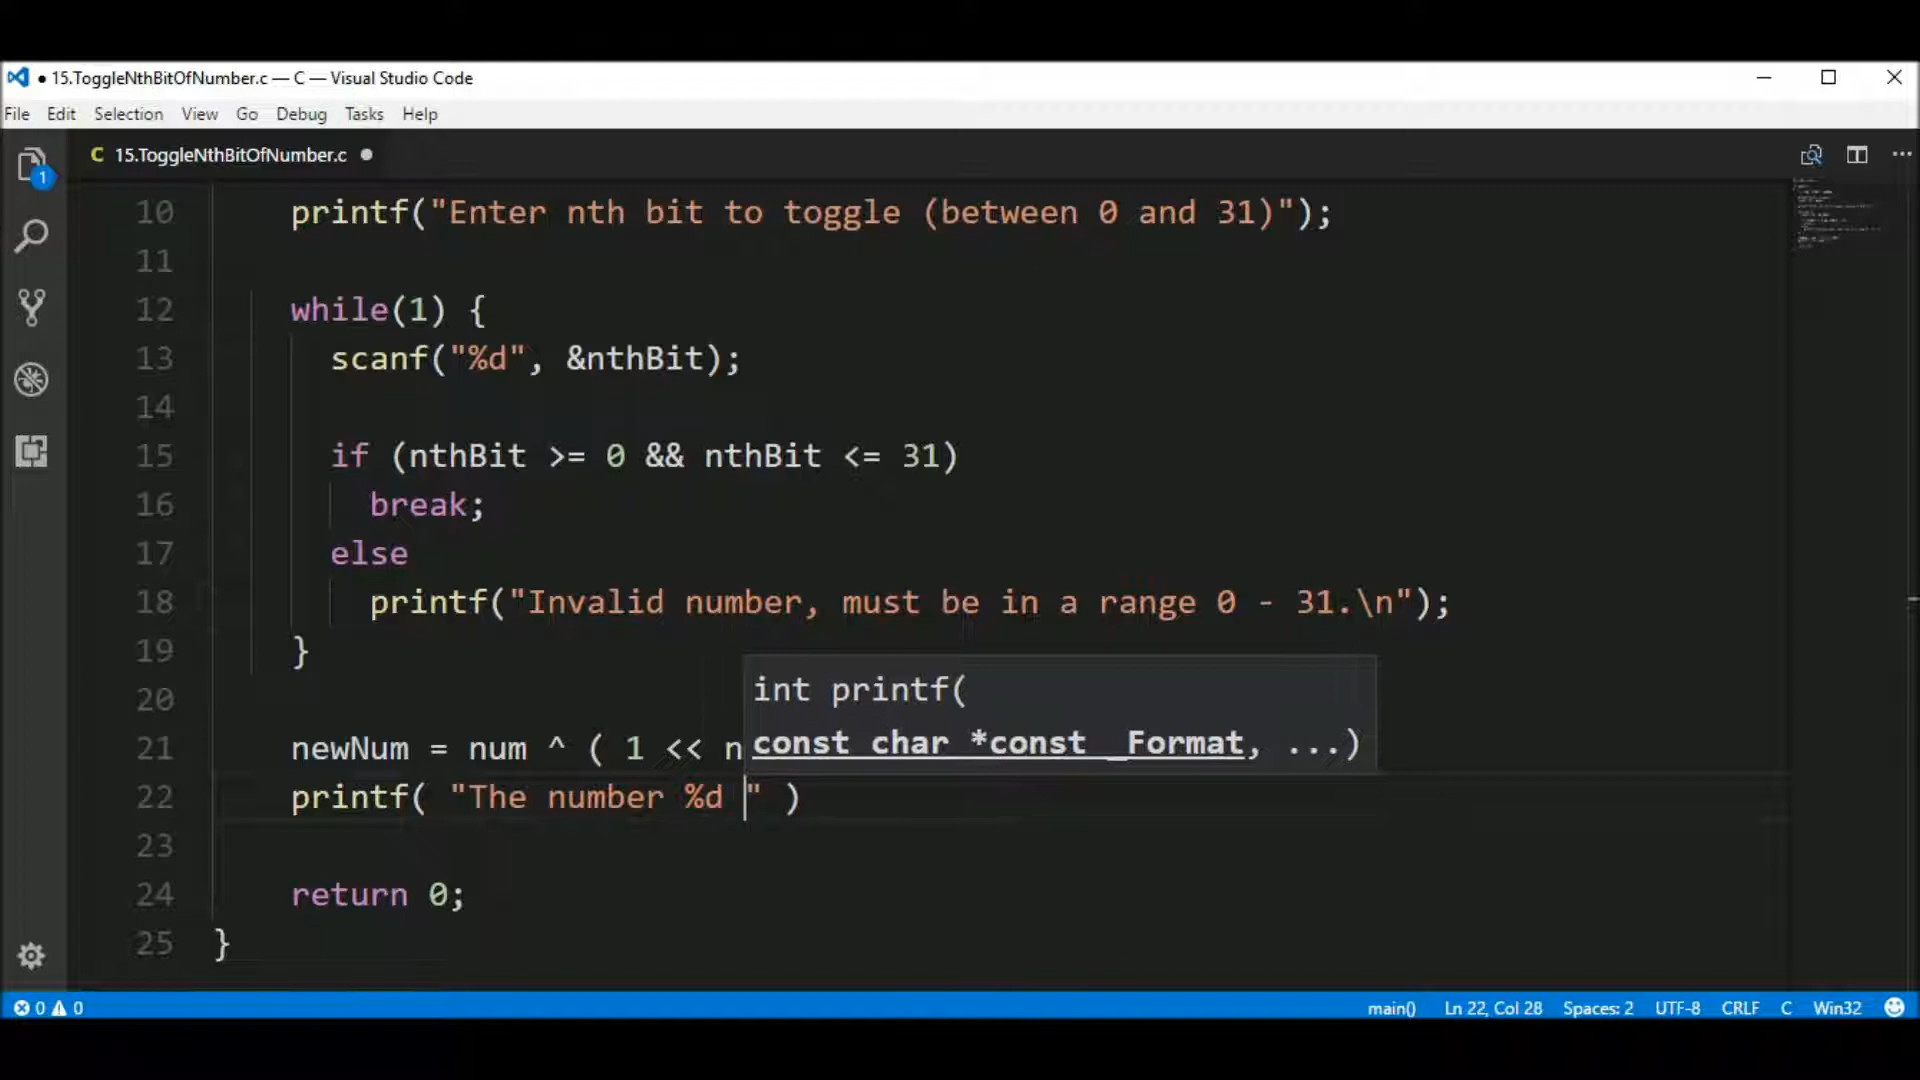 ● 15.ToggleNthBitOfNumber.c — C — Visual Studio Code
File Edit Selection View Go Debug Tasks Help
1
C 15.ToggleNthBitOfNumber.c ●
10 printf("Enter nth bit to toggle (between 0 and 31)");
11
12 while(1) {
13 scanf("%d", &nthBit);
14
15 if (nthBit >= 0 && nthBit <= 31)
16 break;
17 else
18 printf("Invalid number, must be in a range 0 - 31.\n");
19 }
int printf(
20
21 newNum = num ^ ( 1 << n const char *const _Format, ...)
22 printf( "The number %d " )
23
24 return 0;
25 }
0 0 main() Ln 22, Col 28 Spaces: 2 UTF-8 CRLF C Win32